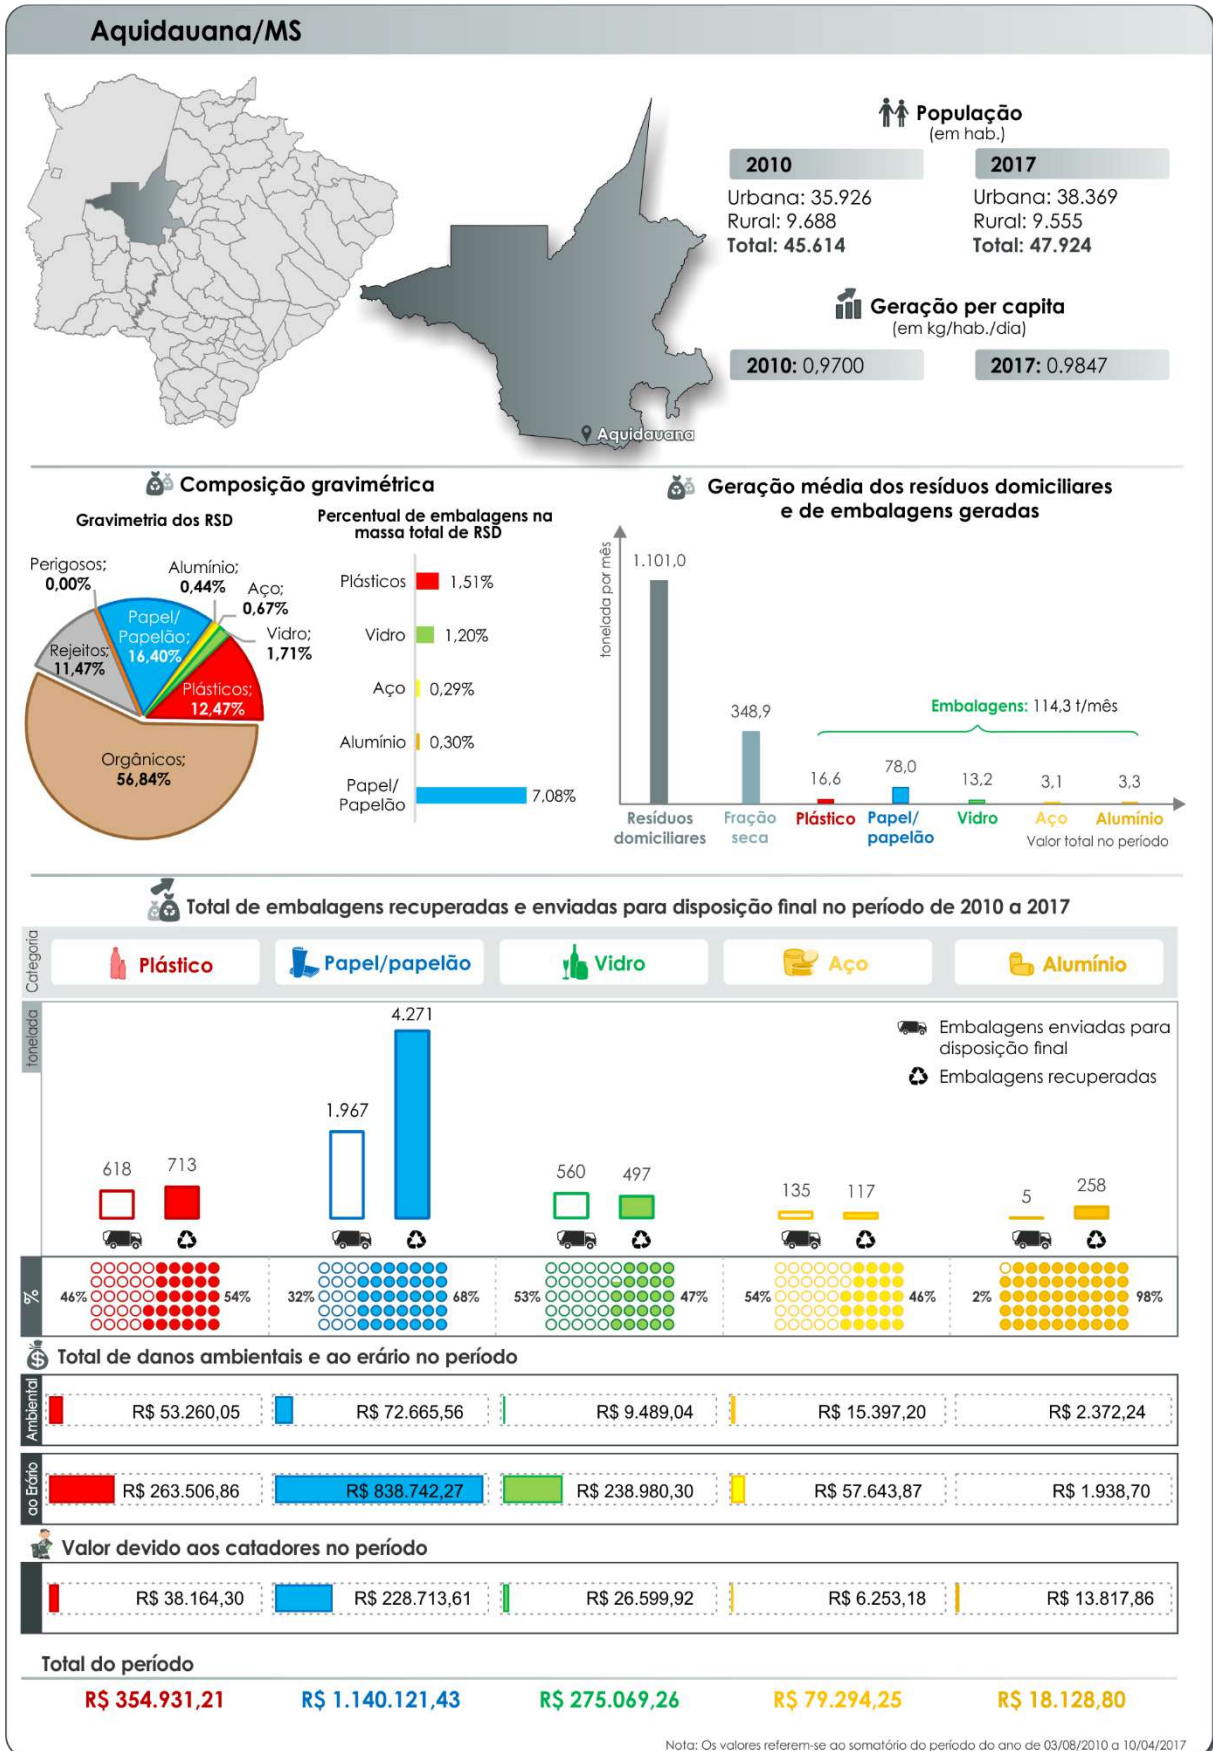 Aquidauana/MS
População
(em hab.)
2010
Urbana: 35.926
Rural: 9.688
Total: 45.614
2017
Urbana: 38.369
Rural: 9.555
Total: 47.924
Geração per capita
(em kg/hab./dia)
2010: 0,9700
2017: 0.9847
Aquidauana
Composição gravimétrica
Gravimetria dos RSD
Perigosos;
0,00%
Alumínio;
0,44%
Aço;
0,67%
Vidro;
1,71%
Papel/
Papelão;
16,40%
Rejeitos;
11,47%
Plásticos;
12,47%
Orgânicos;
56,84%
Percentual de embalagens na
massa total de RSD
Plásticos 1,51%
Vidro 1,20%
Aço 0,29%
Alumínio 0,30%
Papel/
Papelão 7,08%
Geração média dos resíduos domiciliares
e de embalagens geradas
tonelada por mês
1.101,0
348,9
Embalagens: 114,3 t/mês
16,6
78,0
13,2
3,1
3,3
Resíduos
domiciliares
Fração
seca
Plástico
Papel/
papelão
Vidro
Aço
Alumínio
Valor total no período
Total de embalagens recuperadas e enviadas para disposição final no período de 2010 a 2017
Categoria
Plástico
Papel/papelão
Vidro
Aço
Alumínio
tonelada
Embalagens enviadas para
disposição final
Embalagens recuperadas
618
713
1.967
4.271
560
497
135
117
5
258
%
46%
54%
32%
68%
53%
47%
54%
46%
2%
98%
Total de danos ambientais e ao erário no período
Ambiental
R$ 53.260,05
R$ 72.665,56
R$ 9.489,04
R$ 15.397,20
R$ 2.372,24
ao Erário
R$ 263.506,86
R$ 838.742,27
R$ 238.980,30
R$ 57.643,87
R$ 1.938,70
Valor devido aos catadores no período
R$ 38.164,30
R$ 228.713,61
R$ 26.599,92
R$ 6.253,18
R$ 13.817,86
Total do período
R$ 354.931,21
R$ 1.140.121,43
R$ 275.069,26
R$ 79.294,25
R$ 18.128,80
Nota: Os valores referem-se ao somatório do período do ano de 03/08/2010 a 10/04/2017